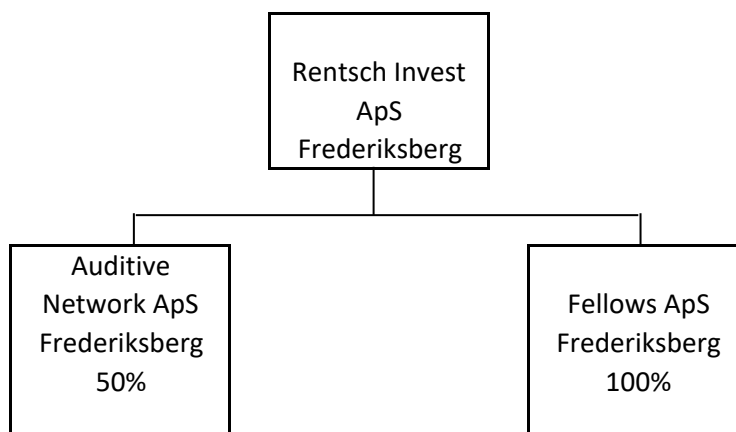 Rentsch Invest
ApS
Frederiksberg
Auditive
Network ApS
Frederiksberg
50%
Fellows ApS
Frederiksberg
100%